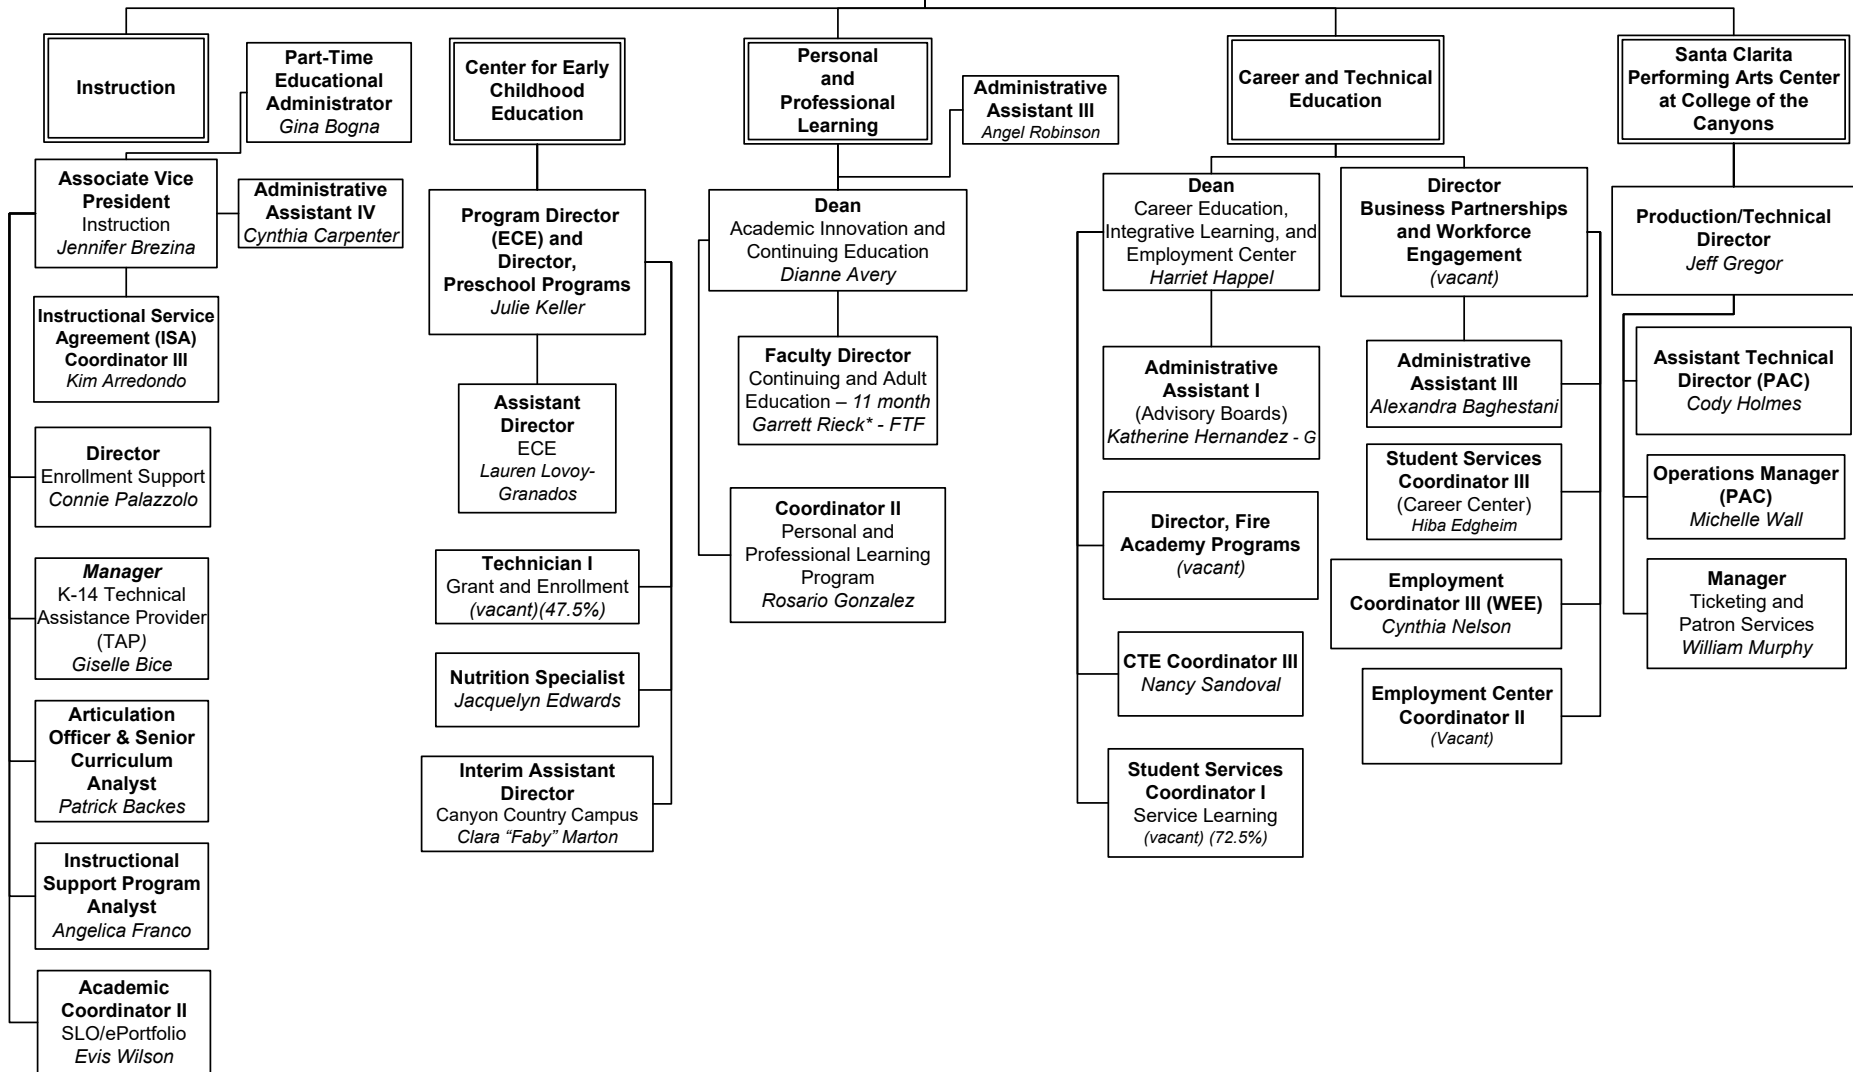 Instruction
Part-Time
Educational
Administrator
Gina Bogna
Associate Vice
President
Instruction
Jennifer Brezina
Administrative
Assistant IV
Cynthia Carpenter
Instructional Service
Agreement (ISA)
Coordinator III
Kim Arredondo
Director
Enrollment Support
Connie Palazzolo
Manager
K-14 Technical
Assistance Provider
(TAP)
Giselle Bice
Articulation
Officer & Senior
Curriculum
Analyst
Patrick Backes
Instructional
Support Program
Analyst
Angelica Franco
Academic
Coordinator II
SLO/ePortfolio
Evis Wilson
Center for Early
Childhood
Education
Program Director
(ECE) and
Director,
Preschool Programs
Julie Keller
Assistant
Director
ECE
Lauren Lovoy-
Granados
Technician I
Grant and Enrollment
(vacant)(47.5%)
Nutrition Specialist
Jacquelyn Edwards
Interim Assistant
Director
Canyon Country Campus
Clara “Faby” Marton
Personal
and
Professional
Learning
Administrative
Assistant III
Angel Robinson
Dean
Academic Innovation and
Continuing Education
Dianne Avery
Faculty Director
Continuing and Adult
Education – 11 month
Garrett Rieck* - FTF
Coordinator II
Personal and
Professional Learning
Program
Rosario Gonzalez
Career and Technical
Education
Dean
Career Education,
Integrative Learning, and
Employment Center
Harriet Happel
Administrative
Assistant I
(Advisory Boards)
Katherine Hernandez - G
Director, Fire
Academy Programs
(vacant)
CTE Coordinator III
Nancy Sandoval
Student Services
Coordinator I
Service Learning
(vacant) (72.5%)
Director
Business Partnerships
and Workforce
Engagement
(vacant)
Administrative
Assistant III
Alexandra Baghestani
Student Services
Coordinator III
(Career Center)
Hiba Edgheim
Employment
Coordinator III (WEE)
Cynthia Nelson
Employment Center
Coordinator II
(Vacant)
Santa Clarita
Performing Arts Center
at College of the
Canyons
Production/Technical
Director
Jeff Gregor
Assistant Technical
Director (PAC)
Cody Holmes
Operations Manager
(PAC)
Michelle Wall
Manager
Ticketing and
Patron Services
William Murphy